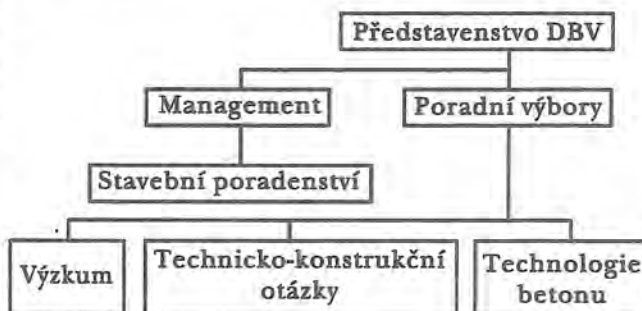 Představenstvo DBV
Management
Poradní výbory
Stavební poradenství
Výzkum
Technicko-konstrukční
otázky
Technologie
betonu